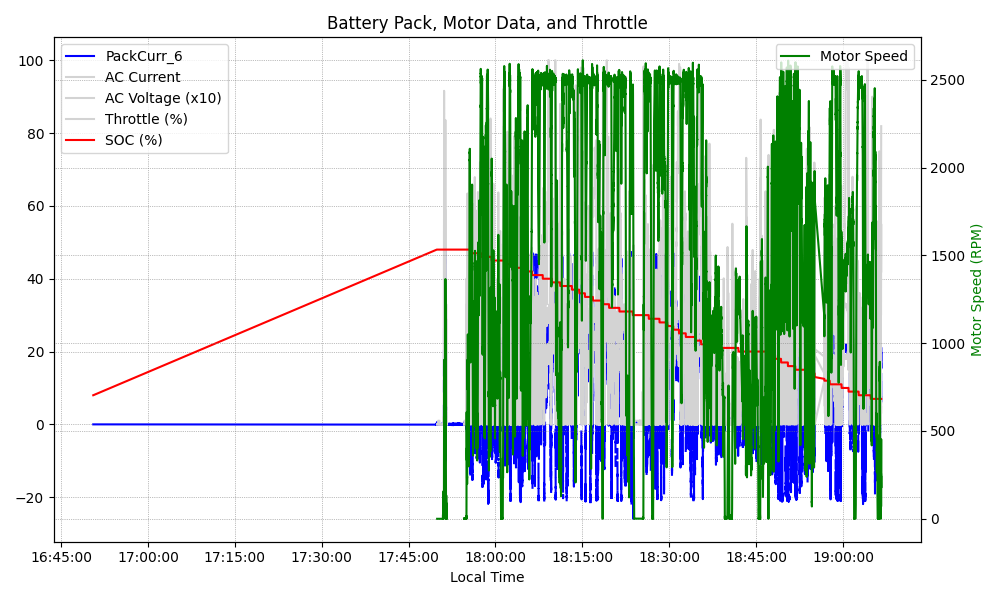 Battery Pack, Motor Data, and Throttle
PackCurr_6
AC Current
AC Voltage (x10)
Throttle (%)
SOC (%)
Motor Speed
100
80
60
40
20
0
−20
2500
2000
1500
1000
500
0
Motor Speed (RPM)
16:45:00
17:00:00
17:15:00
17:30:00
17:45:00
18:00:00
18:15:00
18:30:00
18:45:00
19:00:00
Local Time